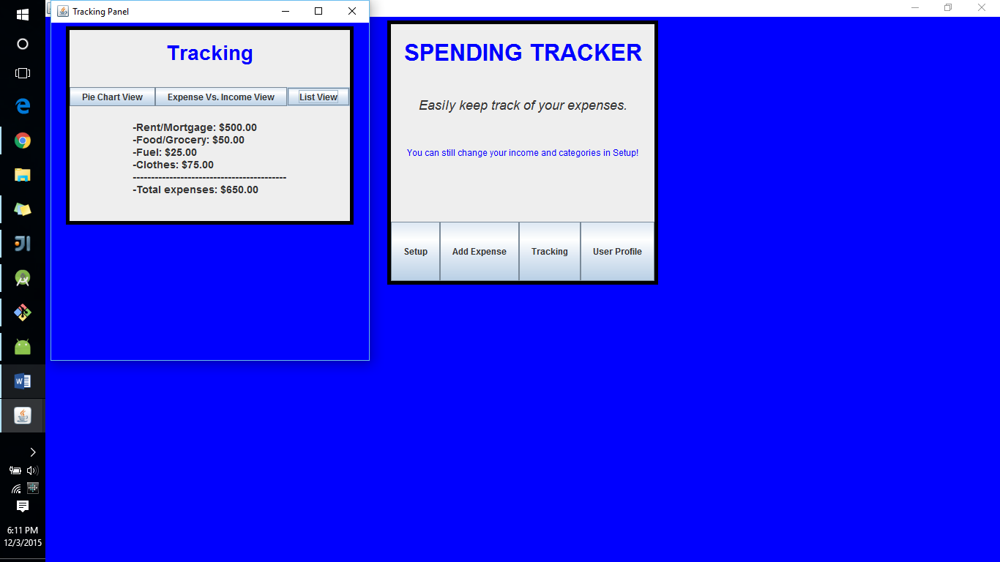 Tracking Panel
Tracking
Pie Chart View
Expense Vs. Income View
List View
-Rent/Mortgage: $500.00
-Food/Grocery: $50.00
-Fuel: $25.00
-Clothes: $75.00
------------------------------------------
-Total expenses: $650.00
SPENDING TRACKER
Easily keep track of your expenses.
You can still change your income and categories in Setup!
Setup
Add Expense
Tracking
User Profile
6:11 PM
12/3/2015